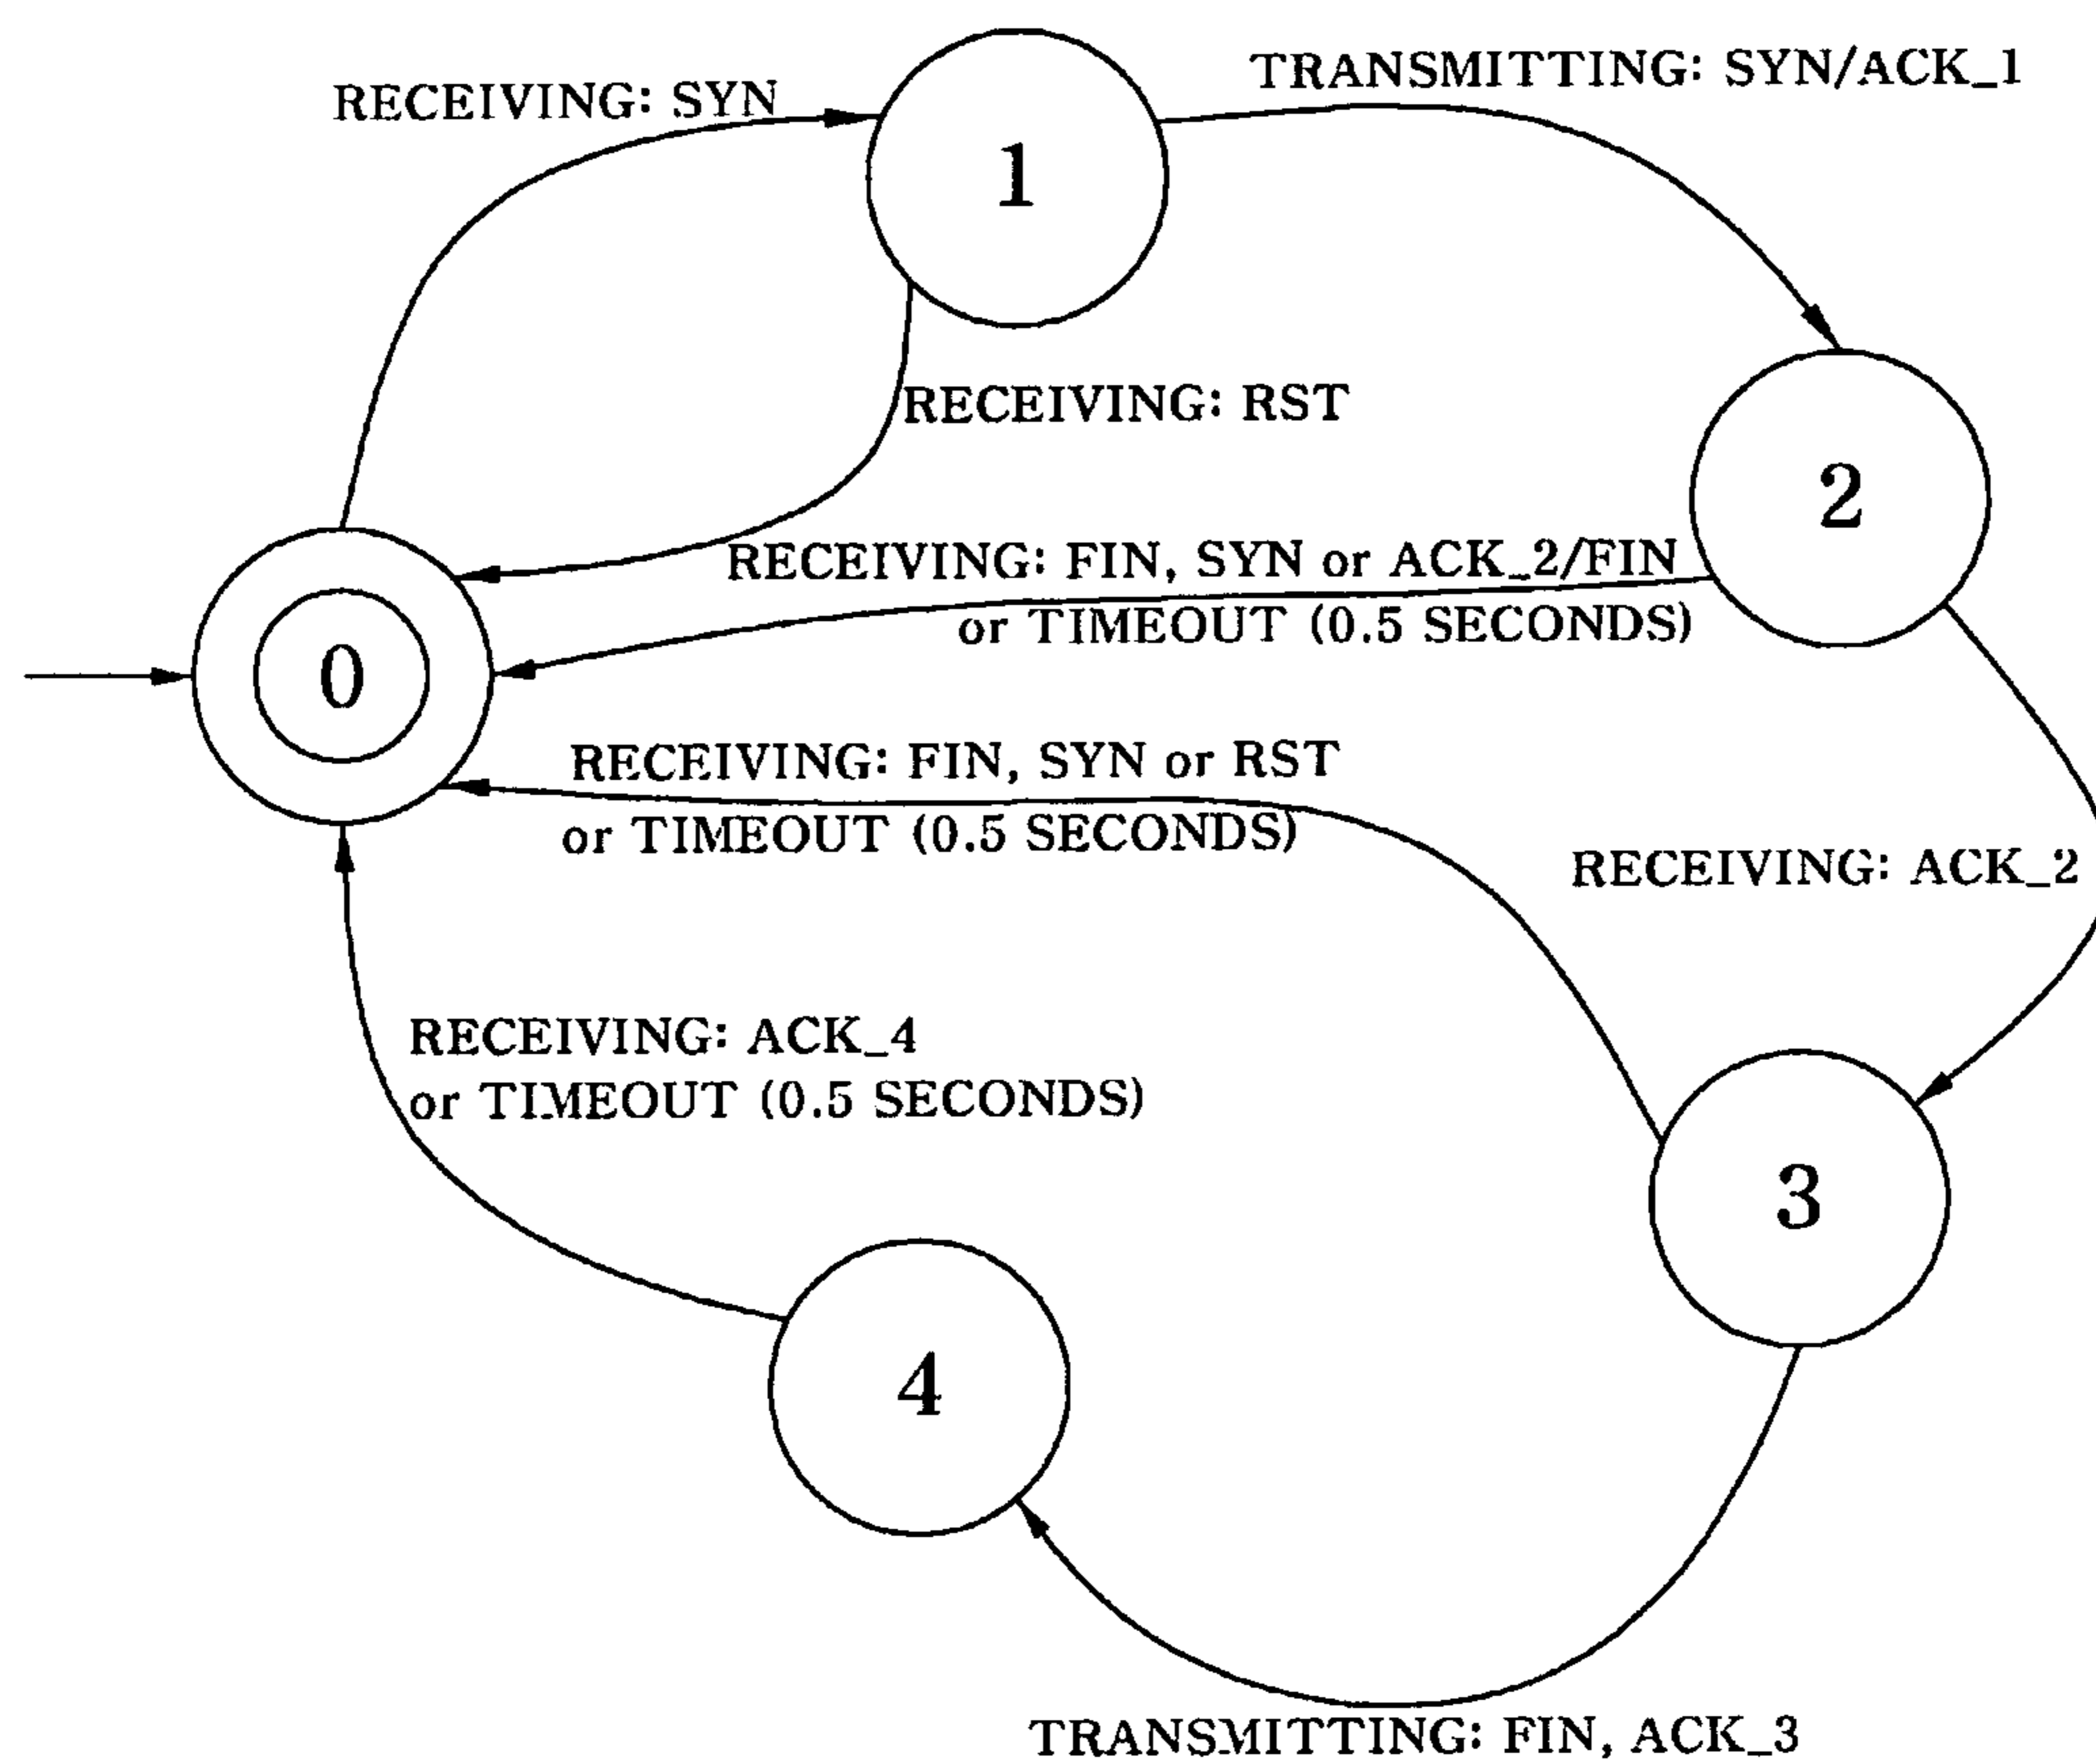 TRANSMITTING: SYN/ACK_1
RECEIVING: SYN
1
RECEIVING: RST
2
RECEIVING: FIN, SYN or ACK_2/FIN
or TIMEOUT (0.5 SECONDS)
0
RECEIVING: FIN, SYN or RST
or TIMEOUT (0.5 SECONDS)
RECEIVING: ACK_2
RECEIVING: ACK_4
or TIMEOUT (0.5 SECONDS)
3
4
TRANSMITTING: FIN, ACK_3